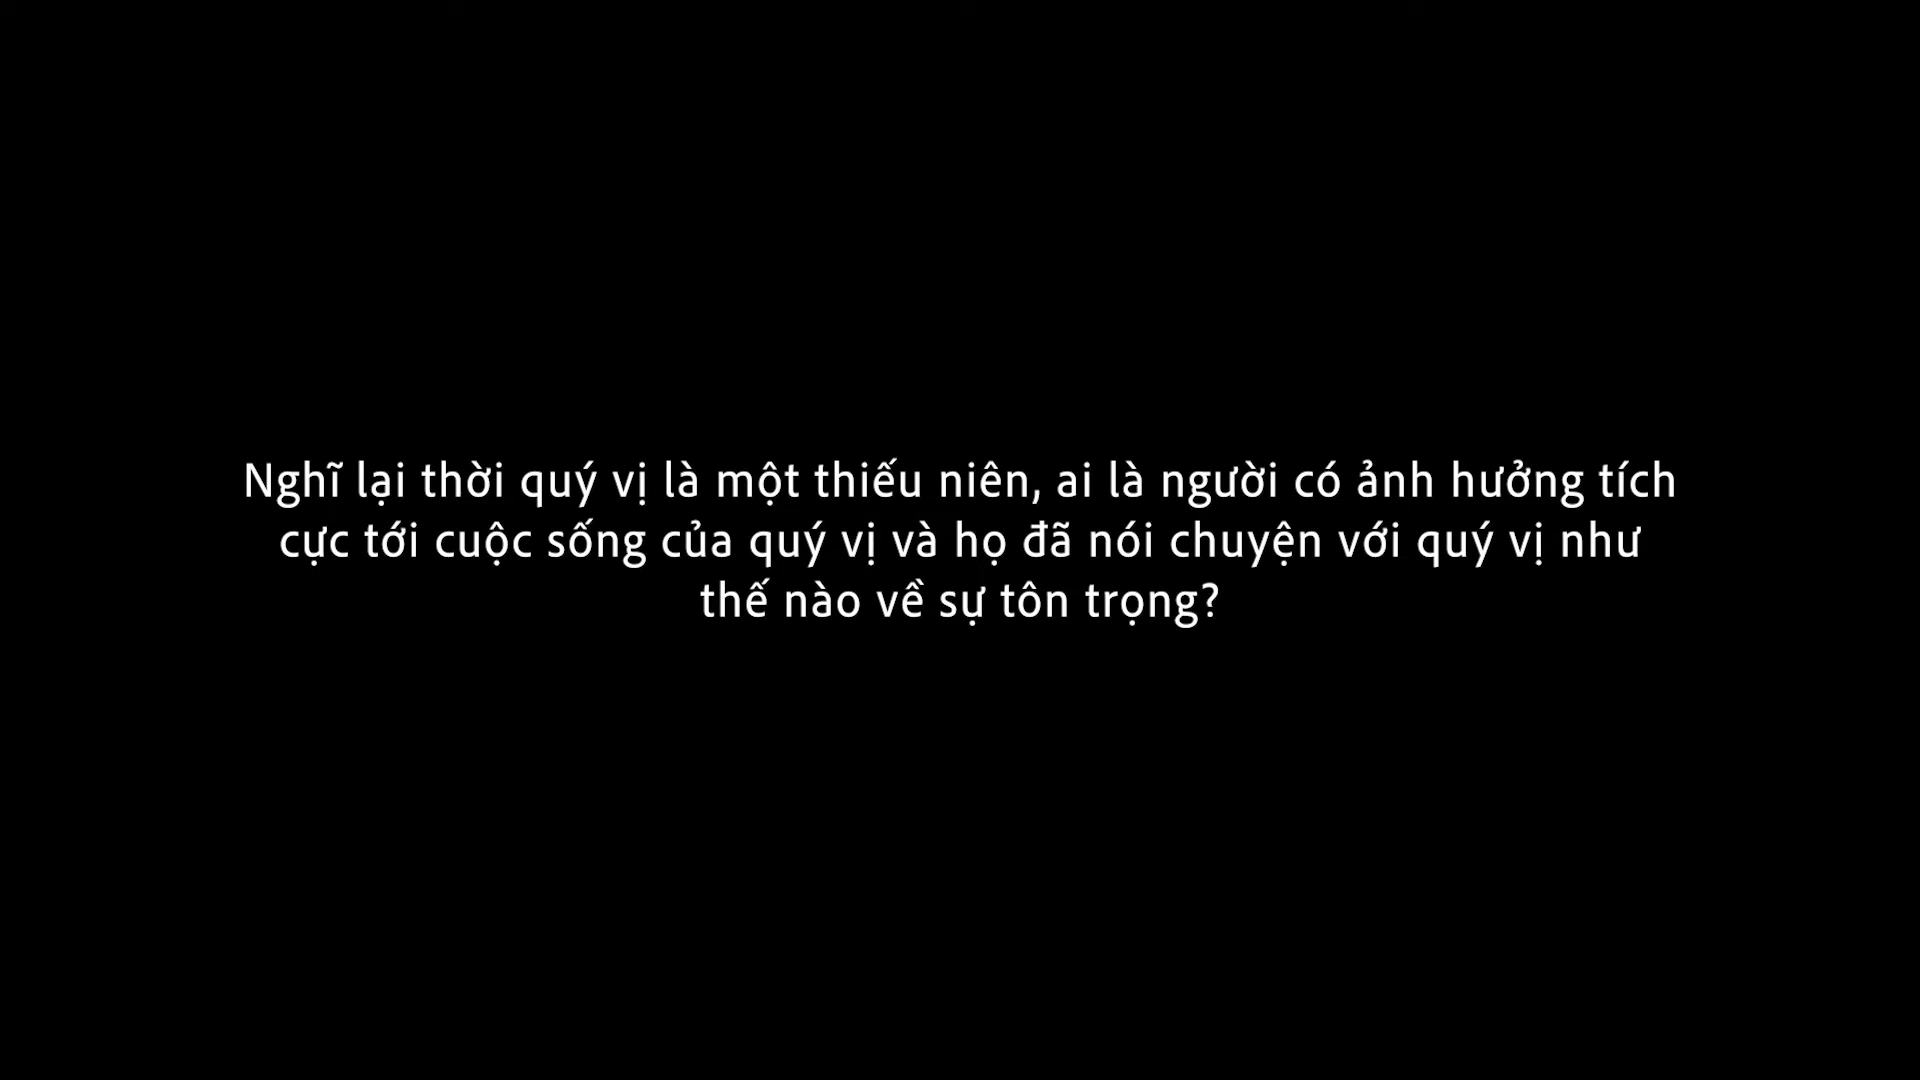 Nghĩ lại thời quý vị là một thiếu niên, ai là người có ảnh hưởng tích
cực tới cuộc sống của quý vị và họ đã nói chuyện với quý vị như
thế nào về sự tôn trọng?